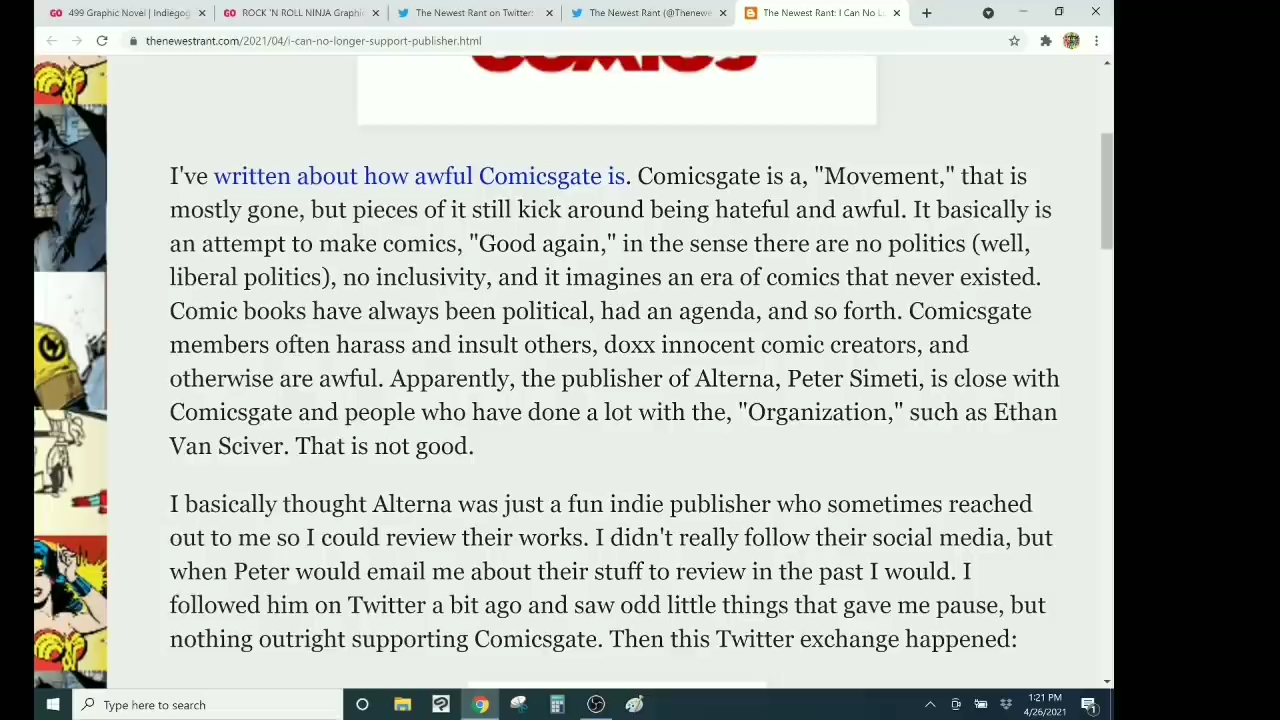 499 Graphic Novel | Indiegog
ROCK 'N ROLL NINJA Graphi
The Newest Rant on Twitter:
The Newest Rant (@Thenewe
The Newest Rant: I Can No L
thenewestrant.com/2021/04/i-can-no-longer-support-publisher.html
COMICS
I've written about how awful Comicsgate is. Comicsgate is a, "Movement," that is
mostly gone, but pieces of it still kick around being hateful and awful. It basically is
an attempt to make comics, "Good again," in the sense there are no politics (well,
liberal politics), no inclusivity, and it imagines an era of comics that never existed.
Comic books have always been political, had an agenda, and so forth. Comicsgate
members often harass and insult others, doxx innocent comic creators, and
otherwise are awful. Apparently, the publisher of Alterna, Peter Simeti, is close with
Comicsgate and people who have done a lot with the, "Organization," such as Ethan
Van Sciver. That is not good.
I basically thought Alterna was just a fun indie publisher who sometimes reached
out to me so I could review their works. I didn't really follow their social media, but
when Peter would email me about their stuff to review in the past I would. I
followed him on Twitter a bit ago and saw odd little things that gave me pause, but
nothing outright supporting Comicsgate. Then this Twitter exchange happened:
Type here to search
1:21 PM
4/26/2021